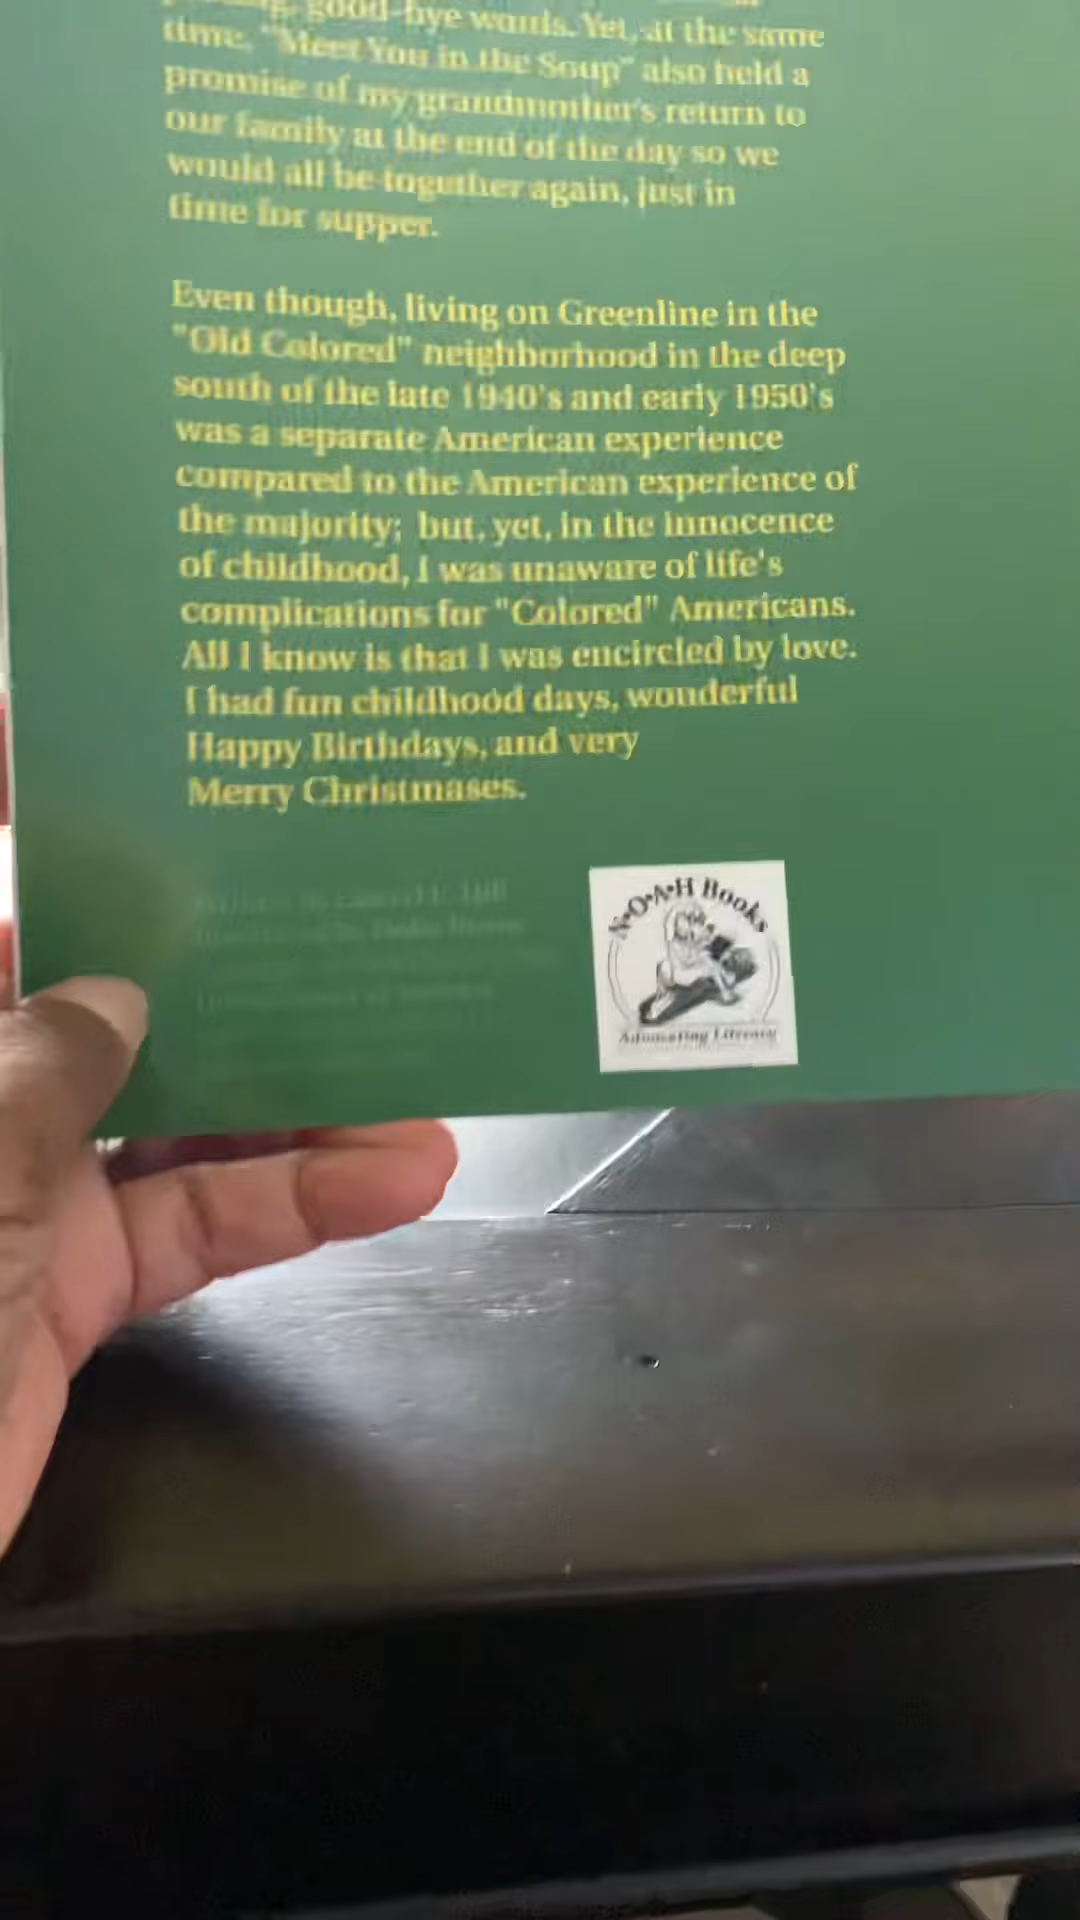 good-bye words. Yet, at the same
time, "Meet You in the Soup" also held a
promise of my grandmother's return to
our family at the end of the day so we
would all be together again, just in
time for supper.
Even though, living on Greenline in the
"Old Colored" neighborhood in the deep
south of the late 1940's and early 1950's
was a separate American experience
compared to the American experience of
the majority; but, yet, in the innocence
of childhood, I was unaware of life's
complications for "Colored" Americans.
All I know is that I was encircled by love.
I had fun childhood days, wonderful
Happy Birthdays, and very
Merry Christmases.
N•O•A•H Books
Literacy